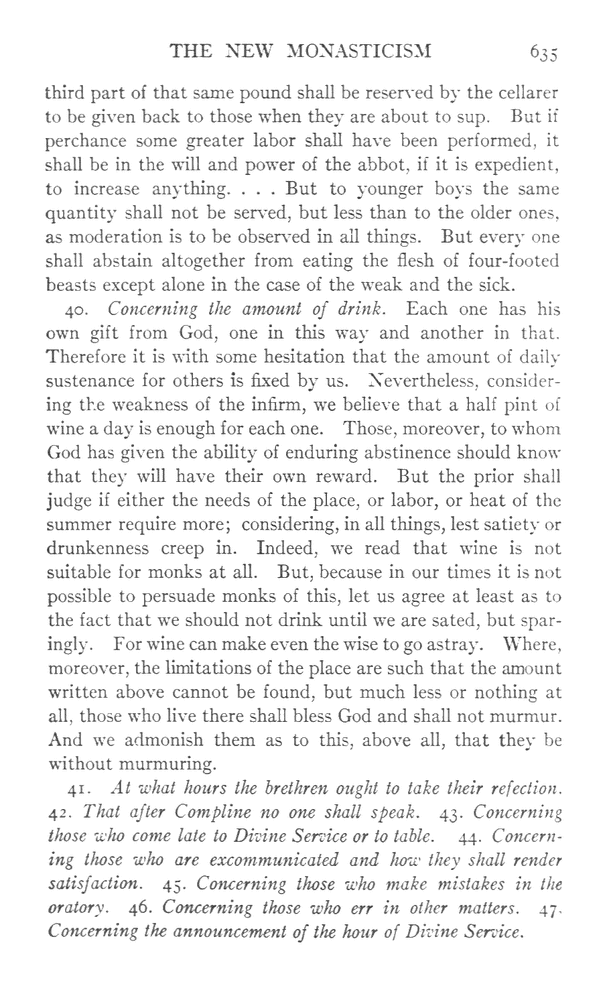 THE NEW MONASTICISM 635
third part of that same pound shall be reserved by the cellarer
to be given back to those when they are about to sup. But if
perchance some greater labor shall have been performed, it
shall be in the will and power of the abbot, if it is expedient,
to increase anything. . . . But to younger boys the same
quantity shall not be served, but less than to the older ones,
as moderation is to be observed in all things. But every one
shall abstain altogether from eating the flesh of four-footed
beasts except alone in the case of the weak and the sick.
40. Concerning the amount of drink. Each one has his
own gift from God, one in this way and another in that.
Therefore it is with some hesitation that the amount of daily
sustenance for others is fixed by us. Nevertheless, consider-
ing the weakness of the infirm, we believe that a half pint of
wine a day is enough for each one. Those, moreover, to whom
God has given the ability of enduring abstinence should know
that they will have their own reward. But the prior shall
judge if either the needs of the place, or labor, or heat of the
summer require more; considering, in all things, lest satiety or
drunkenness creep in. Indeed, we read that wine is not
suitable for monks at all. But, because in our times it is not
possible to persuade monks of this, let us agree at least as to
the fact that we should not drink until we are sated, but spar-
ingly. For wine can make even the wise to go astray. Where,
moreover, the limitations of the place are such that the amount
written above cannot be found, but much less or nothing at
all, those who live there shall bless God and shall not murmur.
And we admonish them as to this, above all, that they be
without murmuring.
41. At what hours the brethren ought to take their refection.
42. That after Compline no one shall speak. 43. Concerning
those who come late to Divine Service or to table. 44. Concern-
ing those who are excommunicated and how they shall render
satisfaction. 45. Concerning those who make mistakes in the
oratory. 46. Concerning those who err in other matters. 47.
Concerning the announcement of the hour of Divine Service.